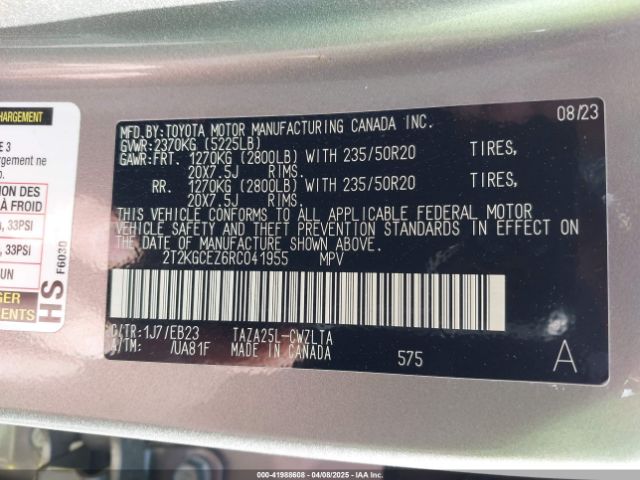 HARGEMENT
E 3
argement ne
p.
ION DES
À FROID
, 33PSI
, 33PSI
UN
GER
EMENTS
HS F6030
MFD.BY:TOYOTA MOTOR MANUFACTURING CANADA INC. 08/23
GVWR:2370KG (5225LB)
GAWR:FRT. 1270KG (2800LB) WITH 235/50R20 TIRES,
20X7.5J RIMS.
RR. 1270KG (2800LB) WITH 235/50R20 TIRES,
20X7.5J RIMS.
THIS VEHICLE CONFORMS TO ALL APPLICABLE FEDERAL MOTOR
VEHICLE SAFETY AND THEFT PREVENTION STANDARDS IN EFFECT ON
THE DATE OF MANUFACTURE SHOWN ABOVE.
2T2KGCEZ6RC041955 MPV
C/TR:1J7/EB23 TAZA25L-CWZLTA
A/TM: /UA81F MADE IN CANADA 575 A
000-41988608 - 04/08/2025 - IAA Inc.